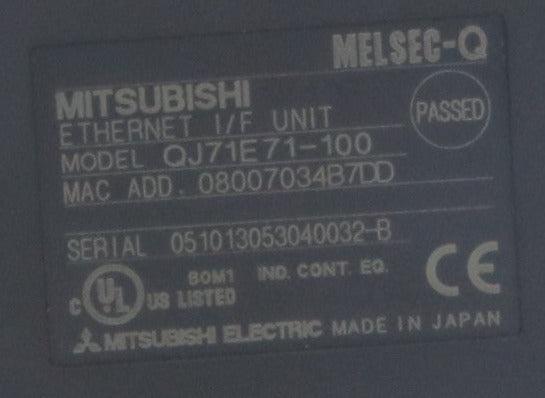 MELSEC-Q
MITSUBISHI
PASSED
ETHERNET I/F UNIT
MODEL QJ71E71-100
MAC ADD. 08007034B7DD
SERIAL 051013053040032-B
C UL US LISTED 80M1 IND. CONT. EQ.
CE
MITSUBISHI ELECTRIC MADE IN JAPAN